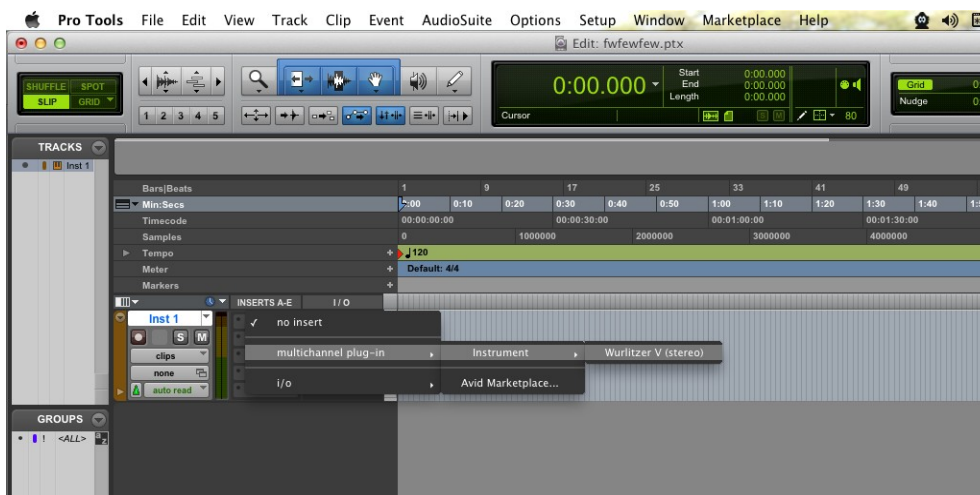 Pro Tools File Edit View Track Clip Event AudioSuite Options Setup Window Marketplace Help
Edit: fwfewfew.ptx
SHUFFLE SPOT
SLIP GRID
1 2 3 4 5
0:00.000
Start 0:00.000
End 0:00.000
Length 0:00.000
Cursor
S M
80
Grid 0
Nudge 0
TRACKS
Inst 1
Bars|Beats 1 9 17 25 33 41 49
Min:Secs 0:00 0:10 0:20 0:30 0:40 0:50 1:00 1:10 1:20 1:30 1:40
Timecode 00:00:00:00 00:00:30:00 00:01:00:00 00:01:30:00
Samples 0 1000000 2000000 3000000 4000000
Tempo + 120
Meter + Default: 4/4
Markers +
INSERTS A-E I / O
Inst 1
no insert
S M
clips
multichannel plug-in Instrument Wurlitzer V (stereo)
none
auto read
i/o Avid Marketplace...
GROUPS
! <ALL> a z